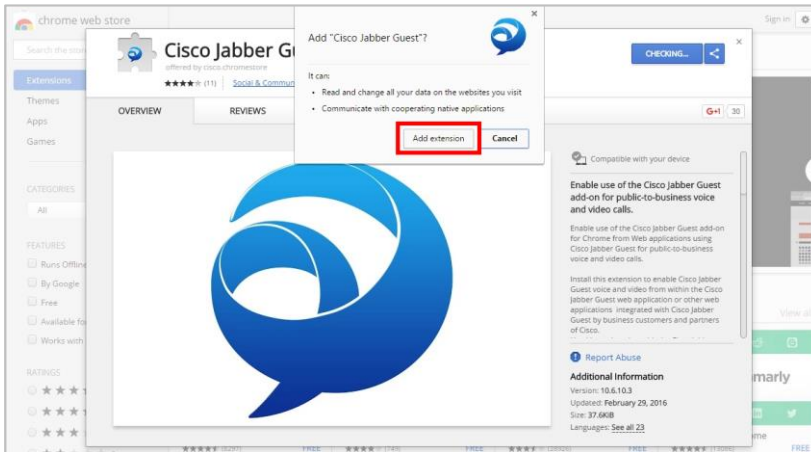 chrome web store
Sign in
Search the store
Extensions
Themes
Apps
Games
CATEGORIES
All
FEATURES
Runs Offline
By Google
Free
Available for
Works with
RATINGS
Cisco Jabber Gu
offered by cisco.chromestore
(11) Social & Commun
CHECKING...
OVERVIEW
REVIEWS
G+1 30
Add "Cisco Jabber Guest"?
It can:
• Read and change all your data on the websites you visit
• Communicate with cooperating native applications
Add extension
Cancel
Compatible with your device
Enable use of the Cisco Jabber Guest
add-on for public-to-business voice
and video calls.
Enable use of the Cisco Jabber Guest add-on
for Chrome from Web applications using
Cisco Jabber Guest for public-to-business
voice and video calls.
Install this extension to enable Cisco Jabber
Guest voice and video from within the Cisco
Jabber Guest web application or other web
applications integrated with Cisco Jabber
Guest by business customers and partners
of Cisco.
Report Abuse
Additional Information
Version: 10.6.10.3
Updated: February 29, 2016
Size: 37.6KiB
Languages: See all 23
View al
marly
me
FREE
FREE
FREE
FREE